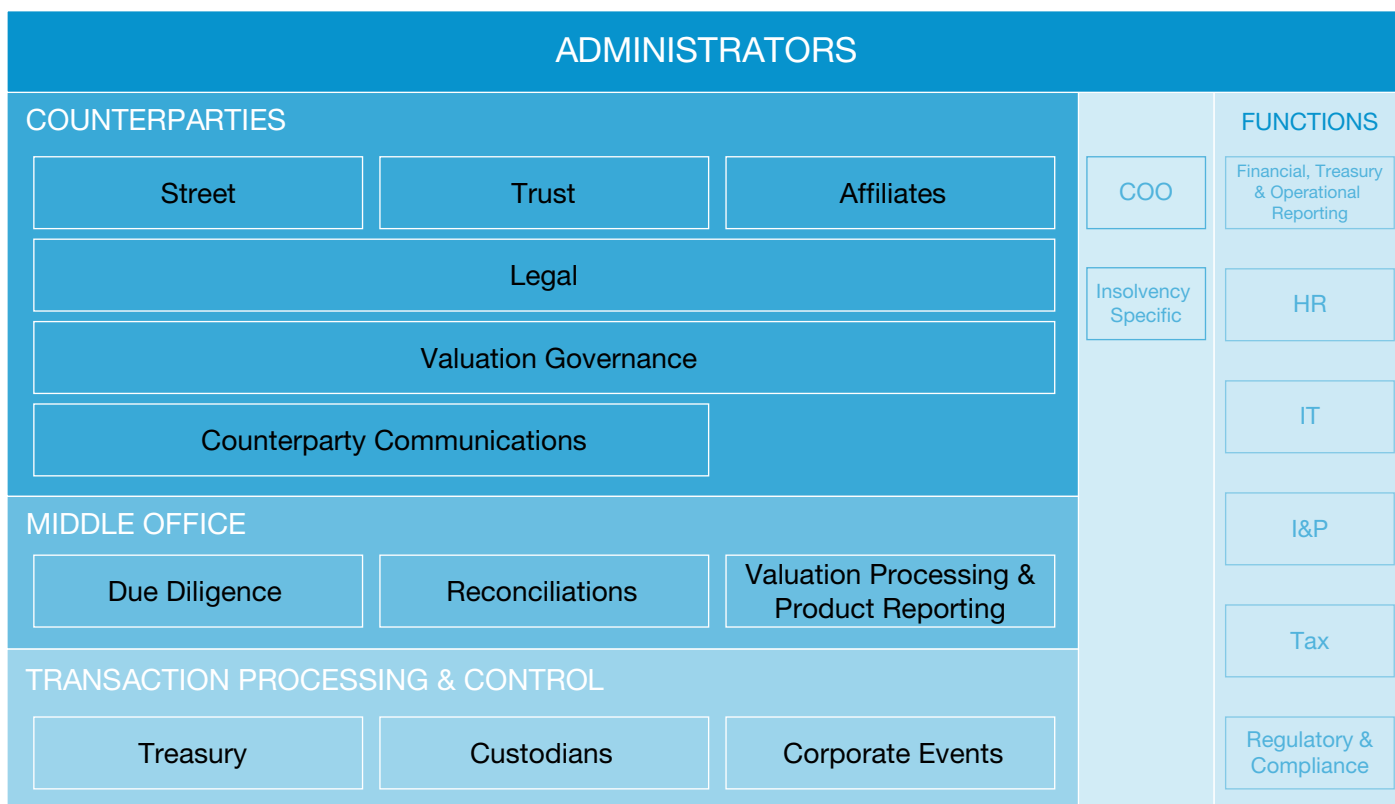 ADMINISTRATORS
COUNTERPARTIES
Street
Trust
Affiliates
Legal
Valuation Governance
Counterparty Communications
MIDDLE OFFICE
Due Diligence
Reconciliations
Valuation Processing &
Product Reporting
TRANSACTION PROCESSING & CONTROL
Treasury
Custodians
Corporate Events
COO
Insolvency
Specific
FUNCTIONS
Financial, Treasury
& Operational
Reporting
HR
IT
I&P
Tax
Regulatory &
Compliance